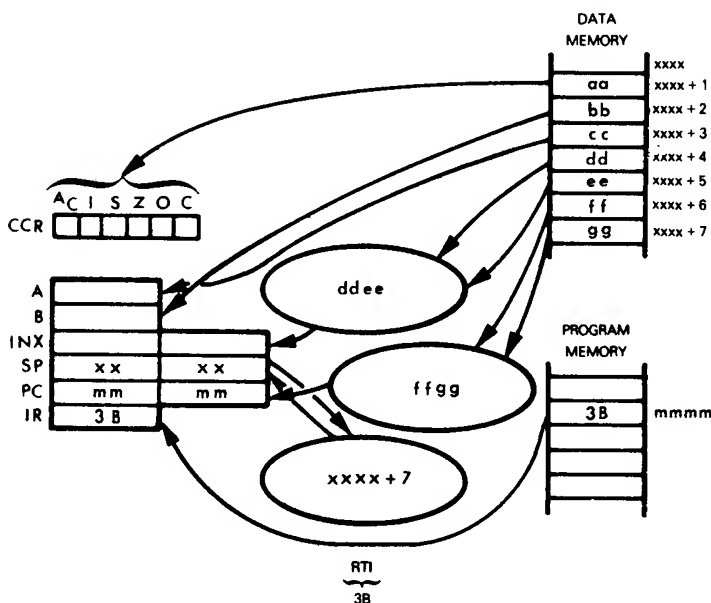 DATA
MEMORY
xxxx
aa xxxx + 1
bb xxxx + 2
cc xxxx + 3
dd xxxx + 4
ee xxxx + 5
ff xxxx + 6
gg xxxx + 7
AC I S Z O C
CCR
A
B
INX
SP xx xx
PC mm mm
IR 3B
ddee
ffgg
xxxx + 7
PROGRAM
MEMORY
3B mmmm
RTI
3B